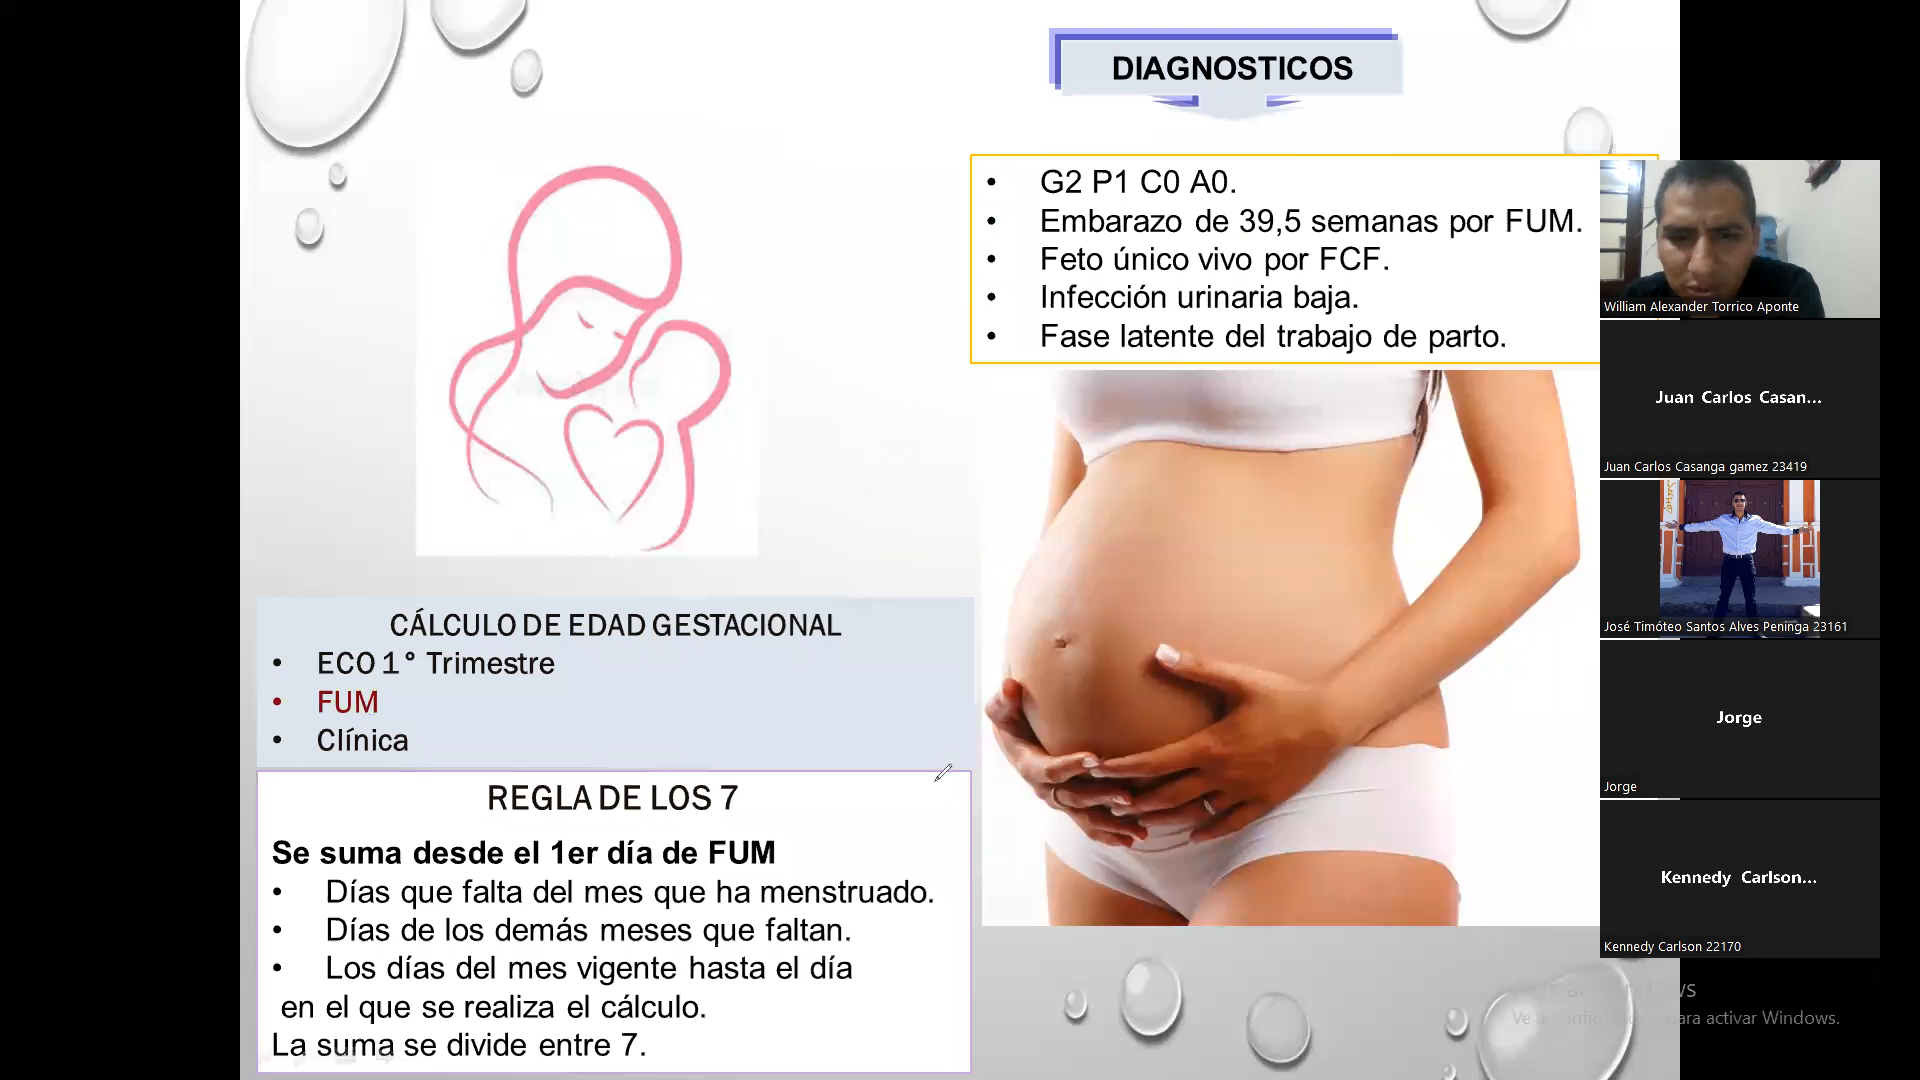 DIAGNOSTICOS
• G2 P1 C0 A0.
• Embarazo de 39,5 semanas por FUM.
• Feto único vivo por FCF.
• Infección urinaria baja.
• Fase latente del trabajo de parto.
CÁLCULO DE EDAD GESTACIONAL
• ECO 1° Trimestre
• FUM
• Clínica
REGLA DE LOS 7
Se suma desde el 1er día de FUM
• Días que falta del mes que ha menstruado.
• Días de los demás meses que faltan.
• Los días del mes vigente hasta el día
en el que se realiza el cálculo.
La suma se divide entre 7.
William Alexander Torrico Aponte
Juan Carlos Casan...
Juan Carlos Casanga gamez 23419
José Timóteo Santos Alves Peninga 23161
Jorge
Jorge
Kennedy Carlson...
Kennedy Carlson 22170
para activar Windows.